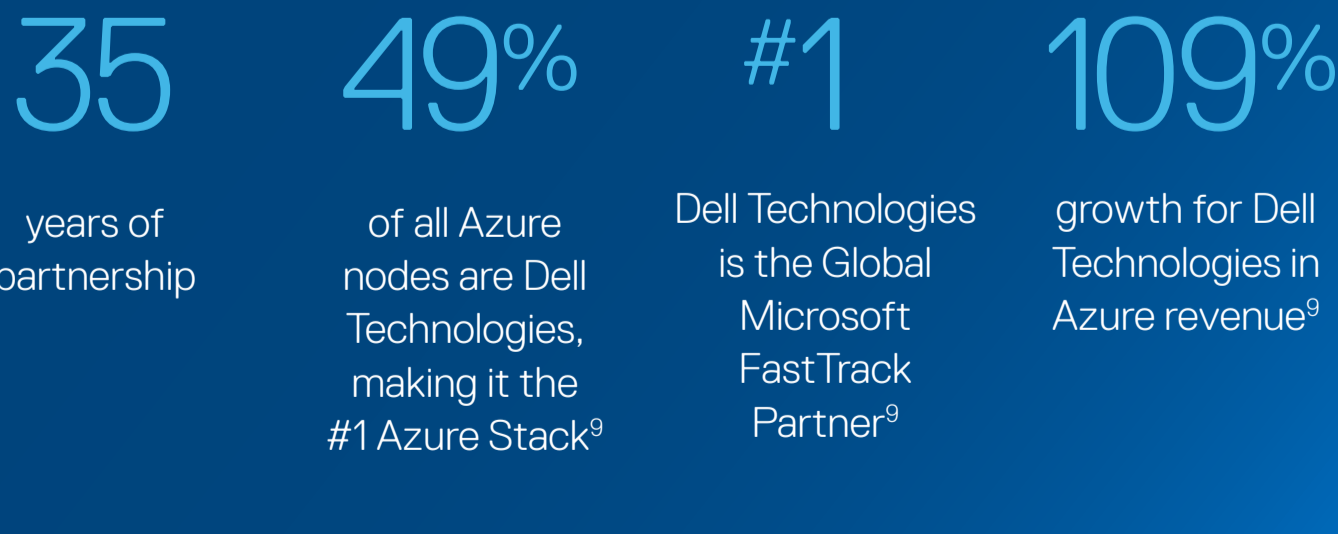 35
years of
partnership
49%
of all Azure
nodes are Dell
Technologies,
making it the
#1 Azure Stack⁹
#1
Dell Technologies
is the Global
Microsoft
FastTrack
Partner⁹
109%
growth for Dell
Technologies in
Azure revenue⁹